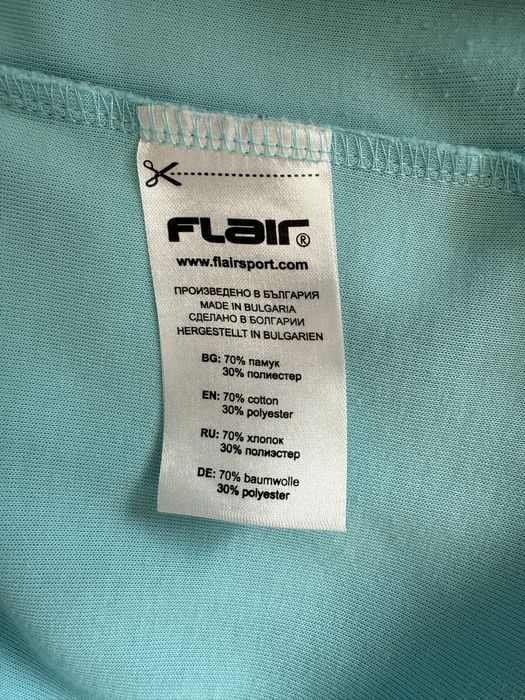 FLaIr®
www.flairsport.com
ПРОИЗВЕДЕНО В БЪЛГАРИЯ
MADE IN BULGARIA
СДЕЛАНО В БОЛГАРИИ
HERGESTELLT IN BULGARIEN
BG: 70% памук
30% полиестер
EN: 70% cotton
30% polyester
RU: 70% хлопок
30% полиэстер
DE: 70% baumwolle
30% polyester